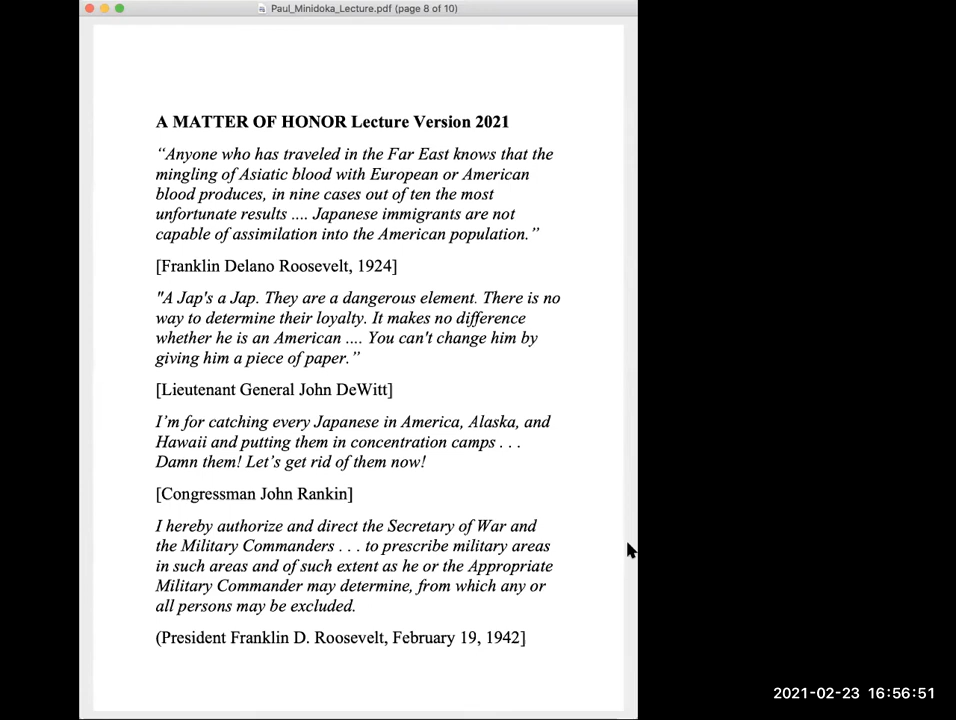 Paul_Minidoka_Lecture.pdf (page 8 of 10)
A MATTER OF HONOR Lecture Version 2021
“Anyone who has traveled in the Far East knows that the
mingling of Asiatic blood with European or American
blood produces, in nine cases out of ten the most
unfortunate results .... Japanese immigrants are not
capable of assimilation into the American population.”
[Franklin Delano Roosevelt, 1924]
"A Jap's a Jap. They are a dangerous element. There is no
way to determine their loyalty. It makes no difference
whether he is an American .... You can't change him by
giving him a piece of paper.”
[Lieutenant General John DeWitt]
I’m for catching every Japanese in America, Alaska, and
Hawaii and putting them in concentration camps . . .
Damn them! Let’s get rid of them now!
[Congressman John Rankin]
I hereby authorize and direct the Secretary of War and
the Military Commanders . . . to prescribe military areas
in such areas and of such extent as he or the Appropriate
Military Commander may determine, from which any or
all persons may be excluded.
(President Franklin D. Roosevelt, February 19, 1942]
2021-02-23 16:56:51